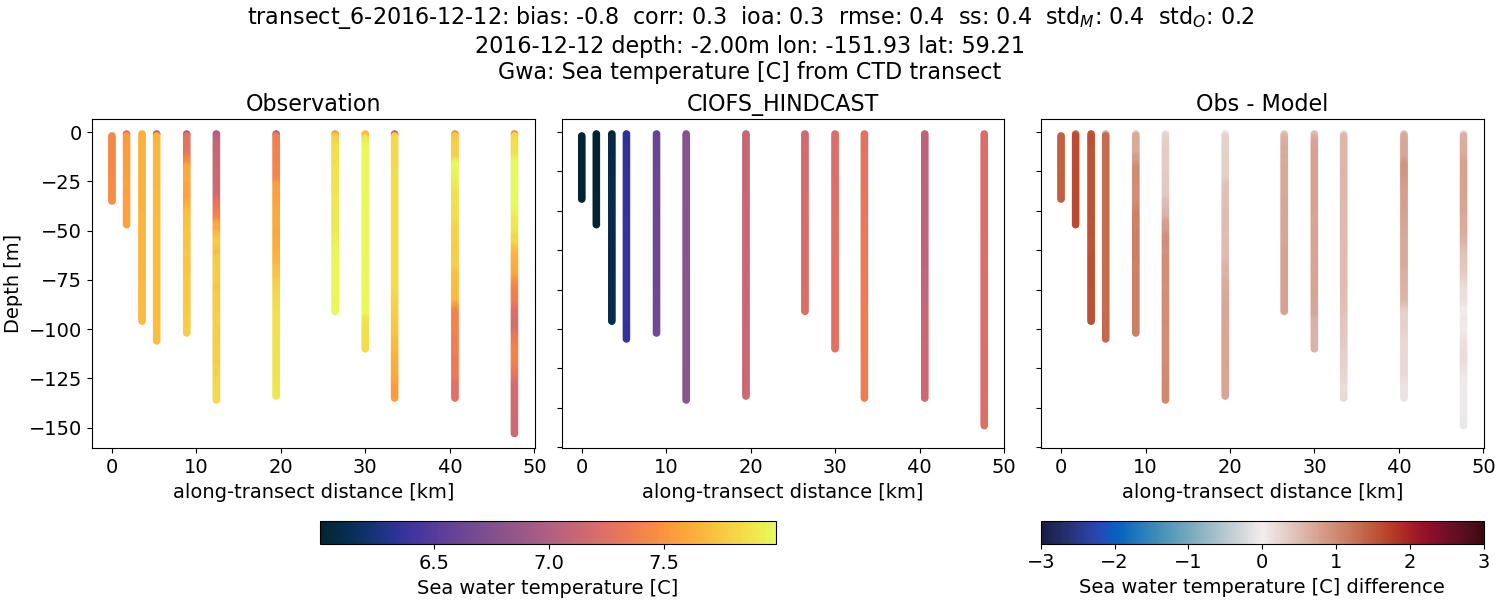 transect_6-2016-12-12: bias: -0.8 corr: 0.3 ioa: 0.3 rmse: 0.4 ss: 0.4 std_M: 0.4 std_O: 0.2
2016-12-12 depth: -2.00m lon: -151.93 lat: 59.21
Gwa: Sea temperature [C] from CTD transect
Observation
CIOFS_HINDCAST
Obs - Model
Depth [m]
0
−25
−50
−75
−100
−125
−150
0 10 20 30 40 50
0 10 20 30 40 50
0 10 20 30 40 50
along-transect distance [km]
along-transect distance [km]
along-transect distance [km]
6.5 7.0 7.5
Sea water temperature [C]
−3 −2 −1 0 1 2 3
Sea water temperature [C] difference